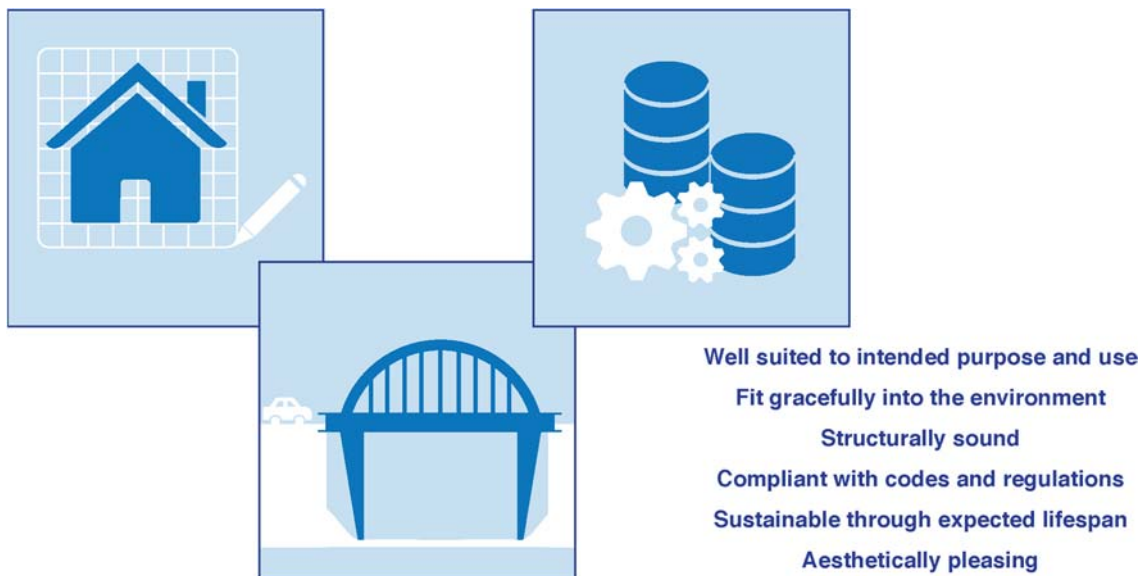 Well suited to intended purpose and use
Fit gracefully into the environment
Structurally sound
Compliant with codes and regulations
Sustainable through expected lifespan
Aesthetically pleasing